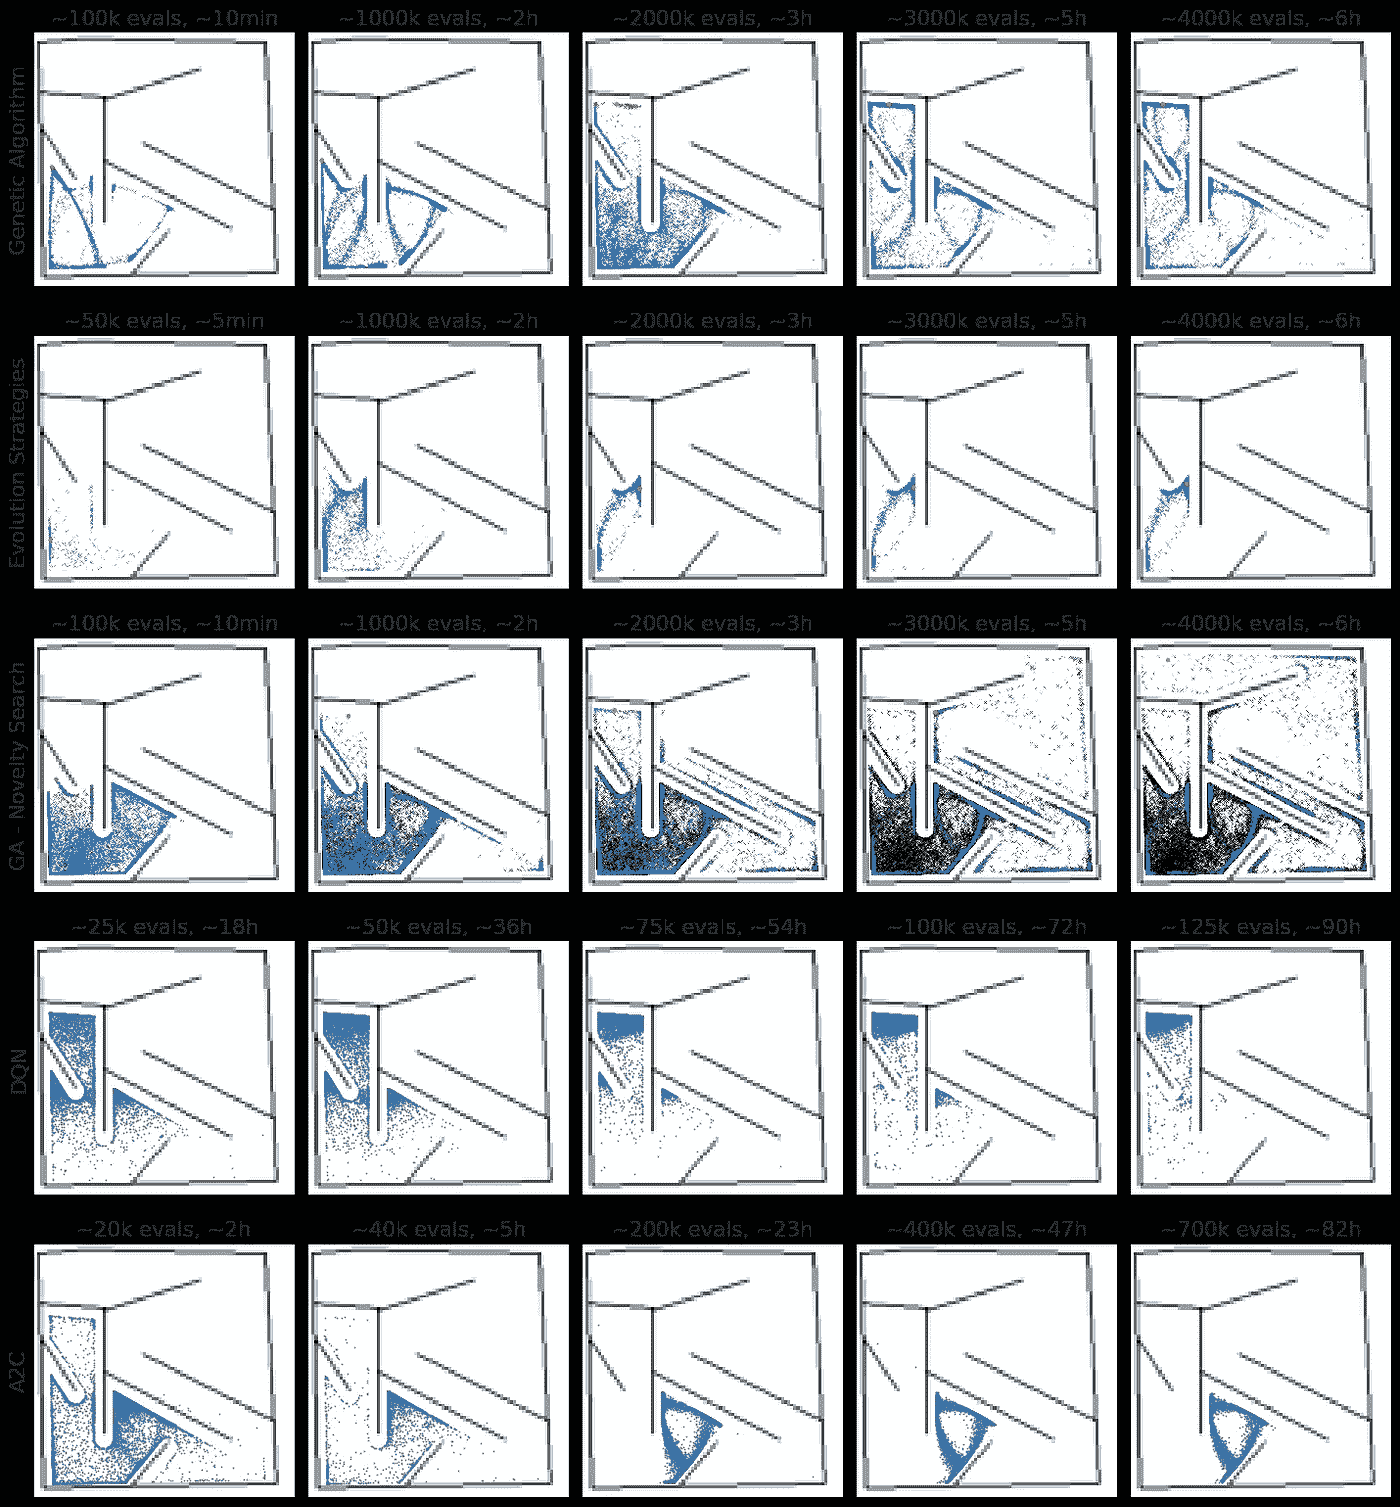 ~100k evals, ~10min ~1000k evals, ~2h ~2000k evals, ~3h ~3000k evals, ~5h ~4000k evals, ~6h
Genetic Algorithm
~50k evals, ~5min ~1000k evals, ~2h ~2000k evals, ~3h ~3000k evals, ~5h ~4000k evals, ~6h
Evolution Strategies
~100k evals, ~10min ~1000k evals, ~2h ~2000k evals, ~3h ~3000k evals, ~5h ~4000k evals, ~6h
GA - Novelty Search
~25k evals, ~18h ~50k evals, ~36h ~75k evals, ~54h ~100k evals, ~72h ~125k evals, ~90h
DQN
~20k evals, ~2h ~40k evals, ~5h ~200k evals, ~23h ~400k evals, ~47h ~700k evals, ~82h
A2C